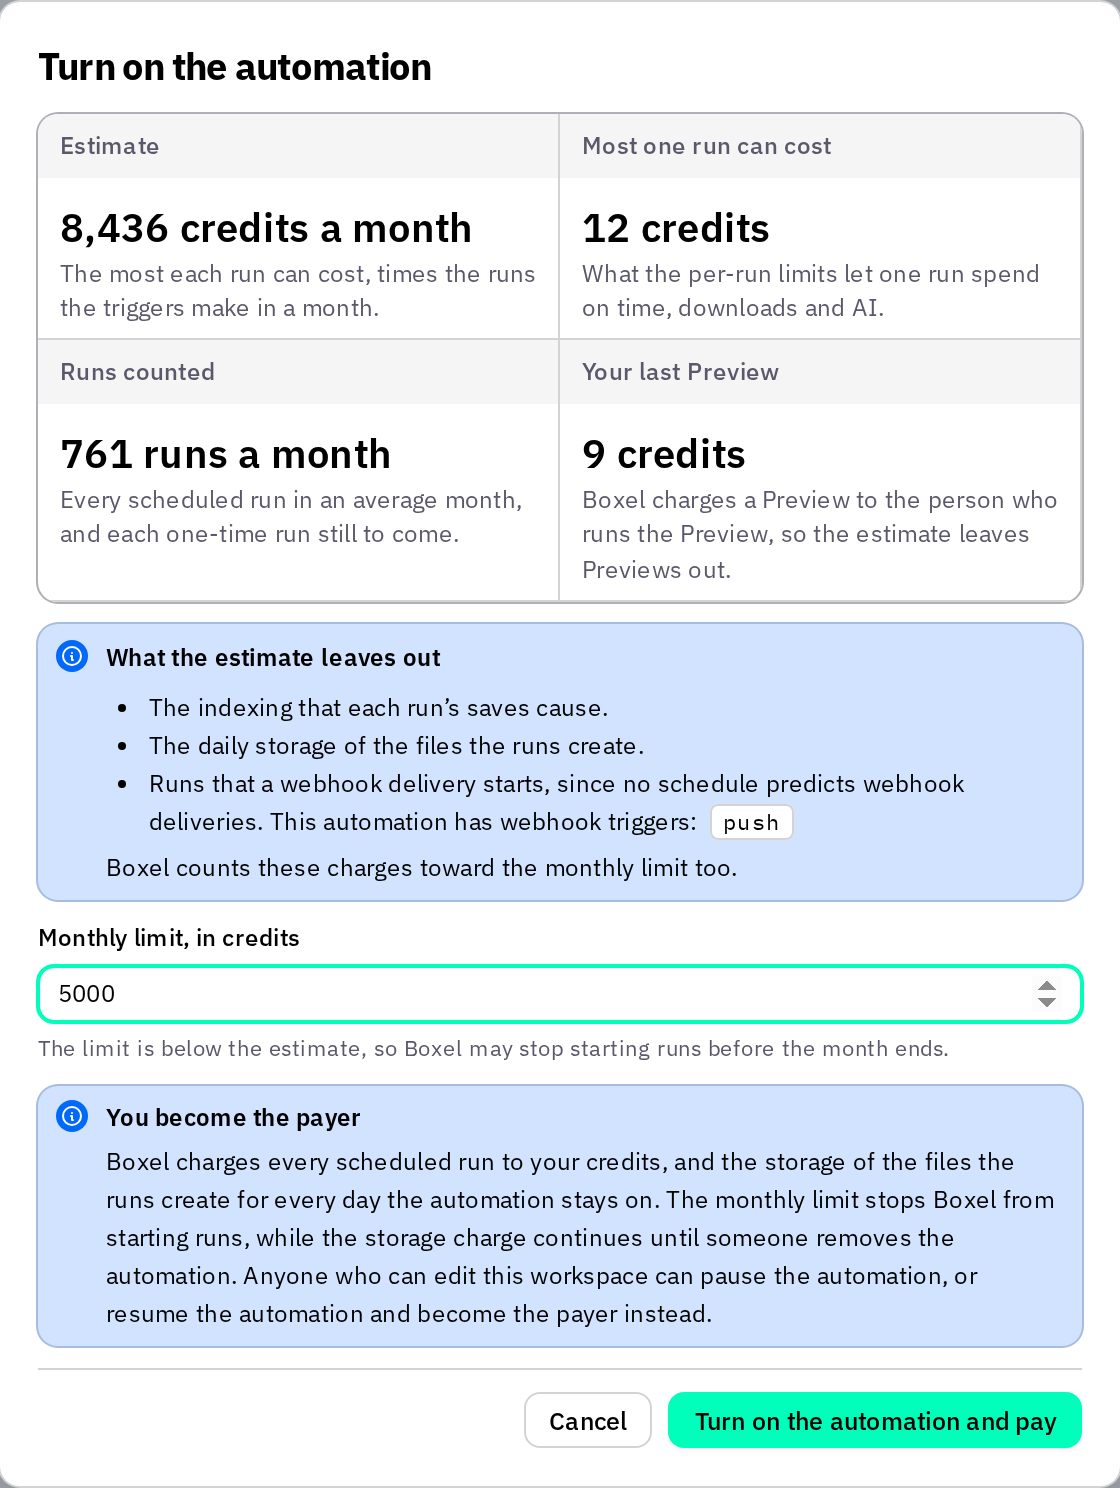 Turn on the automation
Estimate
8,436 credits a month
The most each run can cost, times the runs
the triggers make in a month.
Most one run can cost
12 credits
What the per-run limits let one run spend
on time, downloads and AI.
Runs counted
761 runs a month
Every scheduled run in an average month,
and each one-time run still to come.
Your last Preview
9 credits
Boxel charges a Preview to the person who
runs the Preview, so the estimate leaves
Previews out.
What the estimate leaves out
• The indexing that each run’s saves cause.
• The daily storage of the files the runs create.
• Runs that a webhook delivery starts, since no schedule predicts webhook
deliveries. This automation has webhook triggers: push
Boxel counts these charges toward the monthly limit too.
Monthly limit, in credits
5000
The limit is below the estimate, so Boxel may stop starting runs before the month ends.
You become the payer
Boxel charges every scheduled run to your credits, and the storage of the files the
runs create for every day the automation stays on. The monthly limit stops Boxel from
starting runs, while the storage charge continues until someone removes the
automation. Anyone who can edit this workspace can pause the automation, or
resume the automation and become the payer instead.
Cancel
Turn on the automation and pay